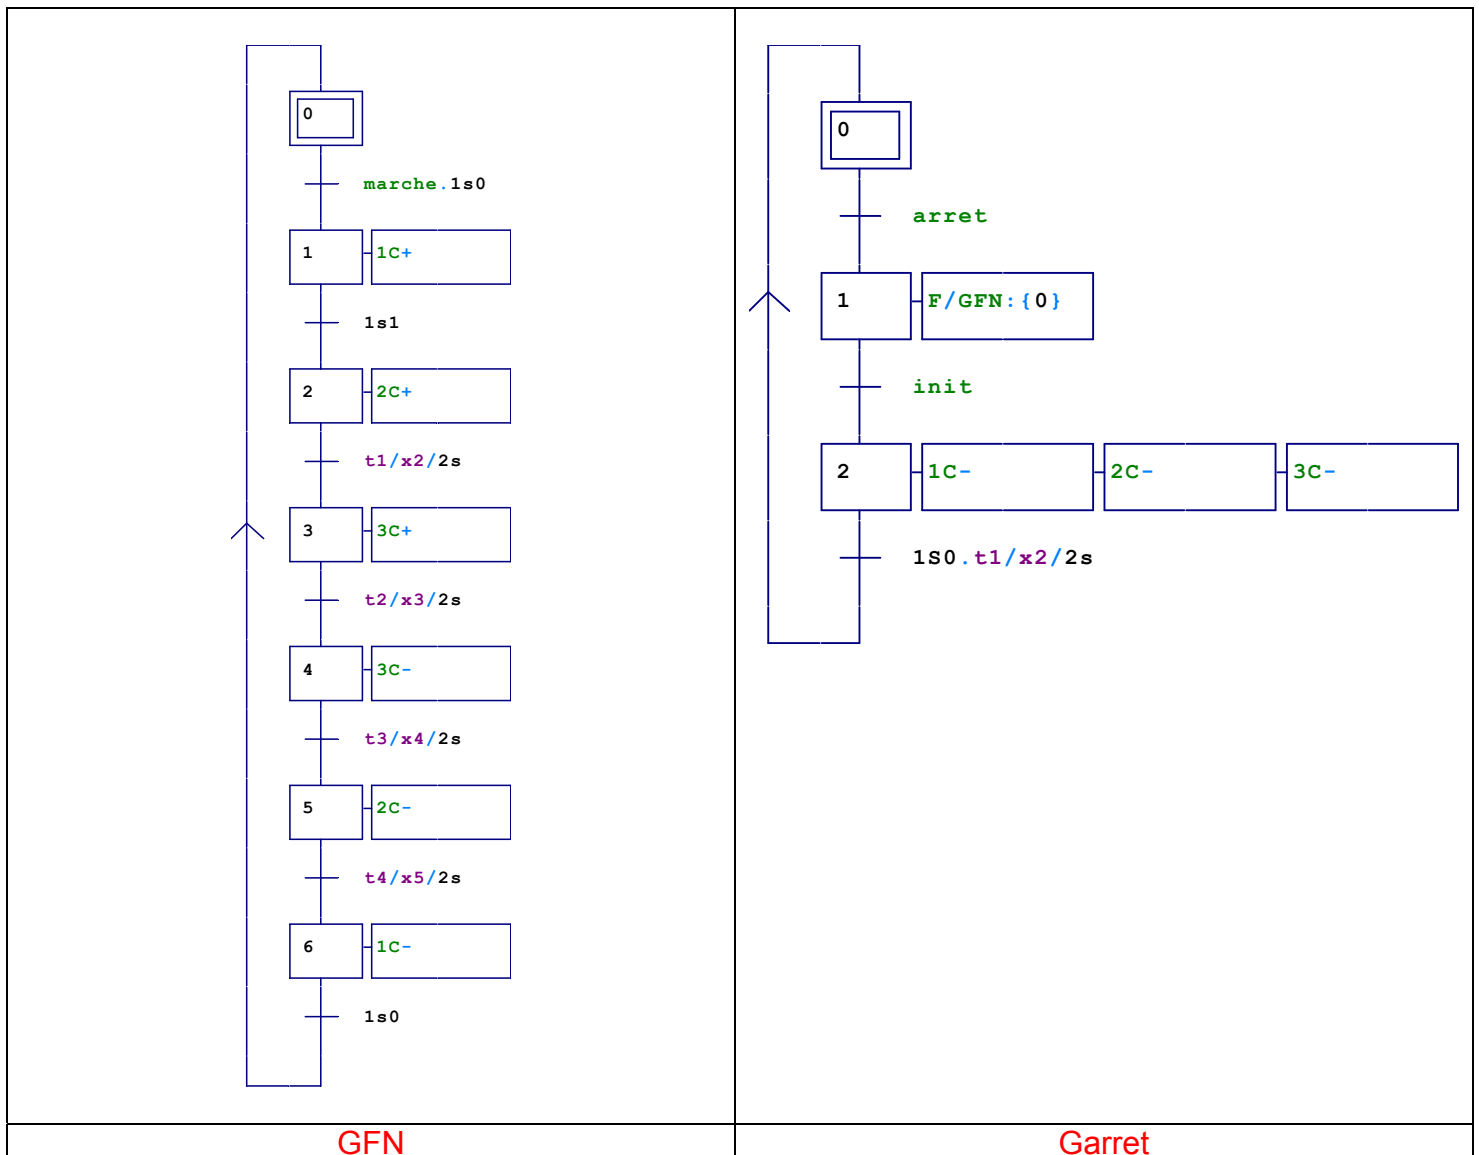 0
marche.1s0
1 1C+
1s1
2 2C+
t1/x2/2s
3 3C+
t2/x3/2s
4 3C-
t3/x4/2s
5 2C-
t4/x5/2s
6 1C-
1s0
GFN
0
arret
1 F/GFN:{0}
init
2 1C- 2C- 3C-
1S0.t1/x2/2s
Garret